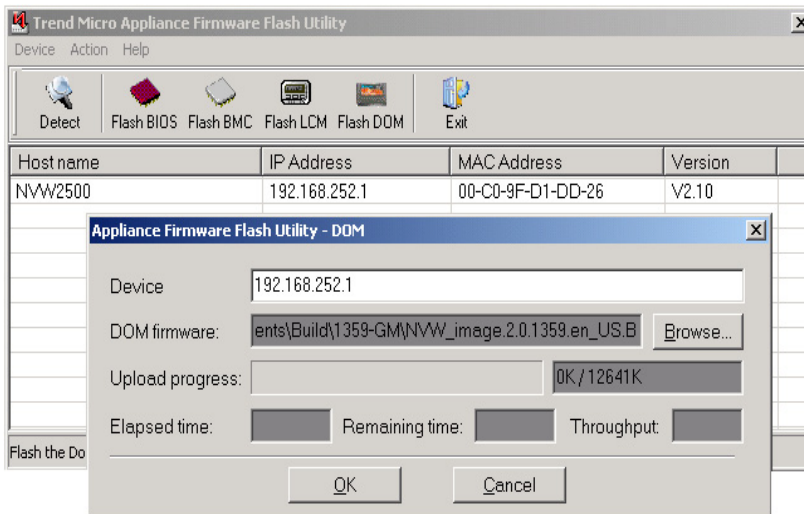 Trend Micro Appliance Firmware Flash Utility
Device Action Help
Detect Flash BIOS Flash BMC Flash LCM Flash DOM Exit
Host name IP Address MAC Address Version
NVW2500 192.168.252.1 00-C0-9F-D1-DD-26 V2.10
Appliance Firmware Flash Utility - DOM
Device 192.168.252.1
DOM firmware: ents\Build\1359-GM\NVW_image.2.0.1359.en_US.B Browse...
Upload progress: 0K / 12641K
Elapsed time: Remaining time: Throughput:
Flash the Do
OK Cancel